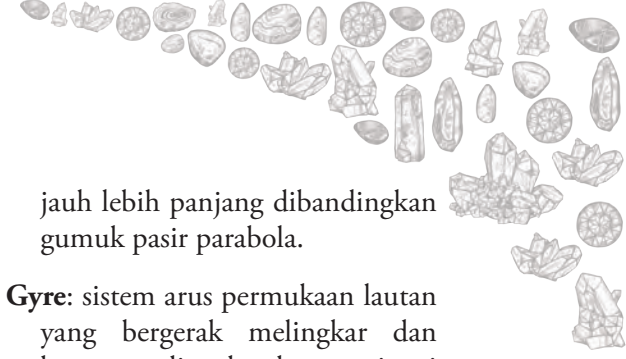 jauh lebih panjang dibandingkan
gumuk pasir parabola.
Gyre: sistem arus permukaan lautan
yang bergerak melingkar dan